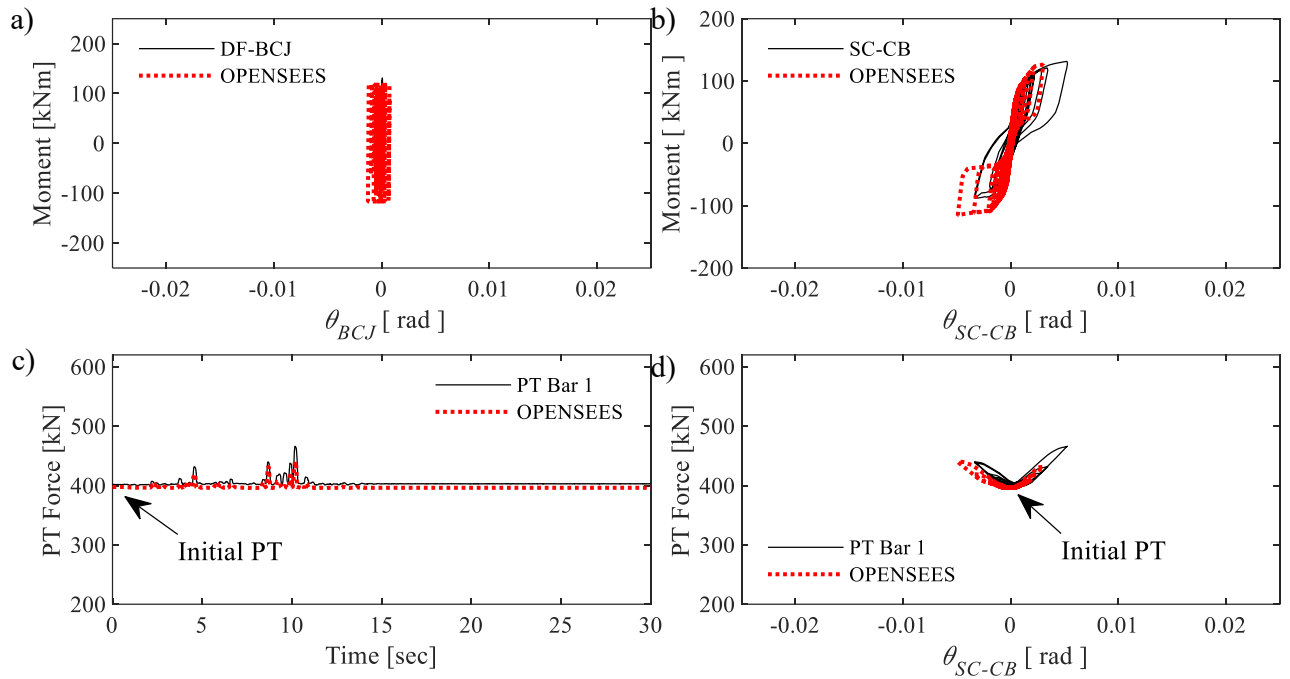 a)
200
100
0
-100
-200
Moment [kNm]
DF-BCJ
OPENSEES
-0.02 -0.01 0 0.01 0.02
θBCJ [ rad ]
b)
200
100
0
-100
-200
Moment [ kNm ]
SC-CB
OPENSEES
-0.02 -0.01 0 0.01 0.02
θSC-CB [ rad ]
c)
600
500
400
300
200
PT Force [kN]
PT Bar 1
OPENSEES
Initial PT
0 5 10 15 20 25 30
Time [sec]
d)
600
500
400
300
200
PT Force [kN]
Initial PT
PT Bar 1
OPENSEES
-0.02 -0.01 0 0.01 0.02
θSC-CB [ rad ]